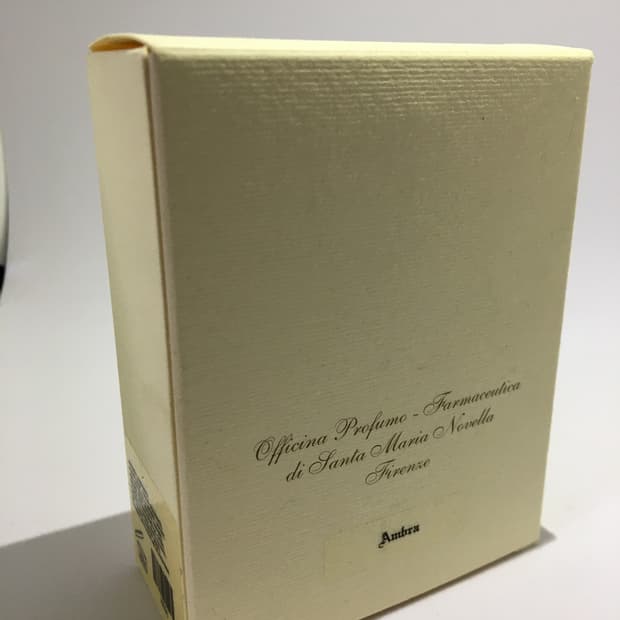 Officina Profumo - Farmaceutica
di Santa Maria Novella
Firenze
Ambra